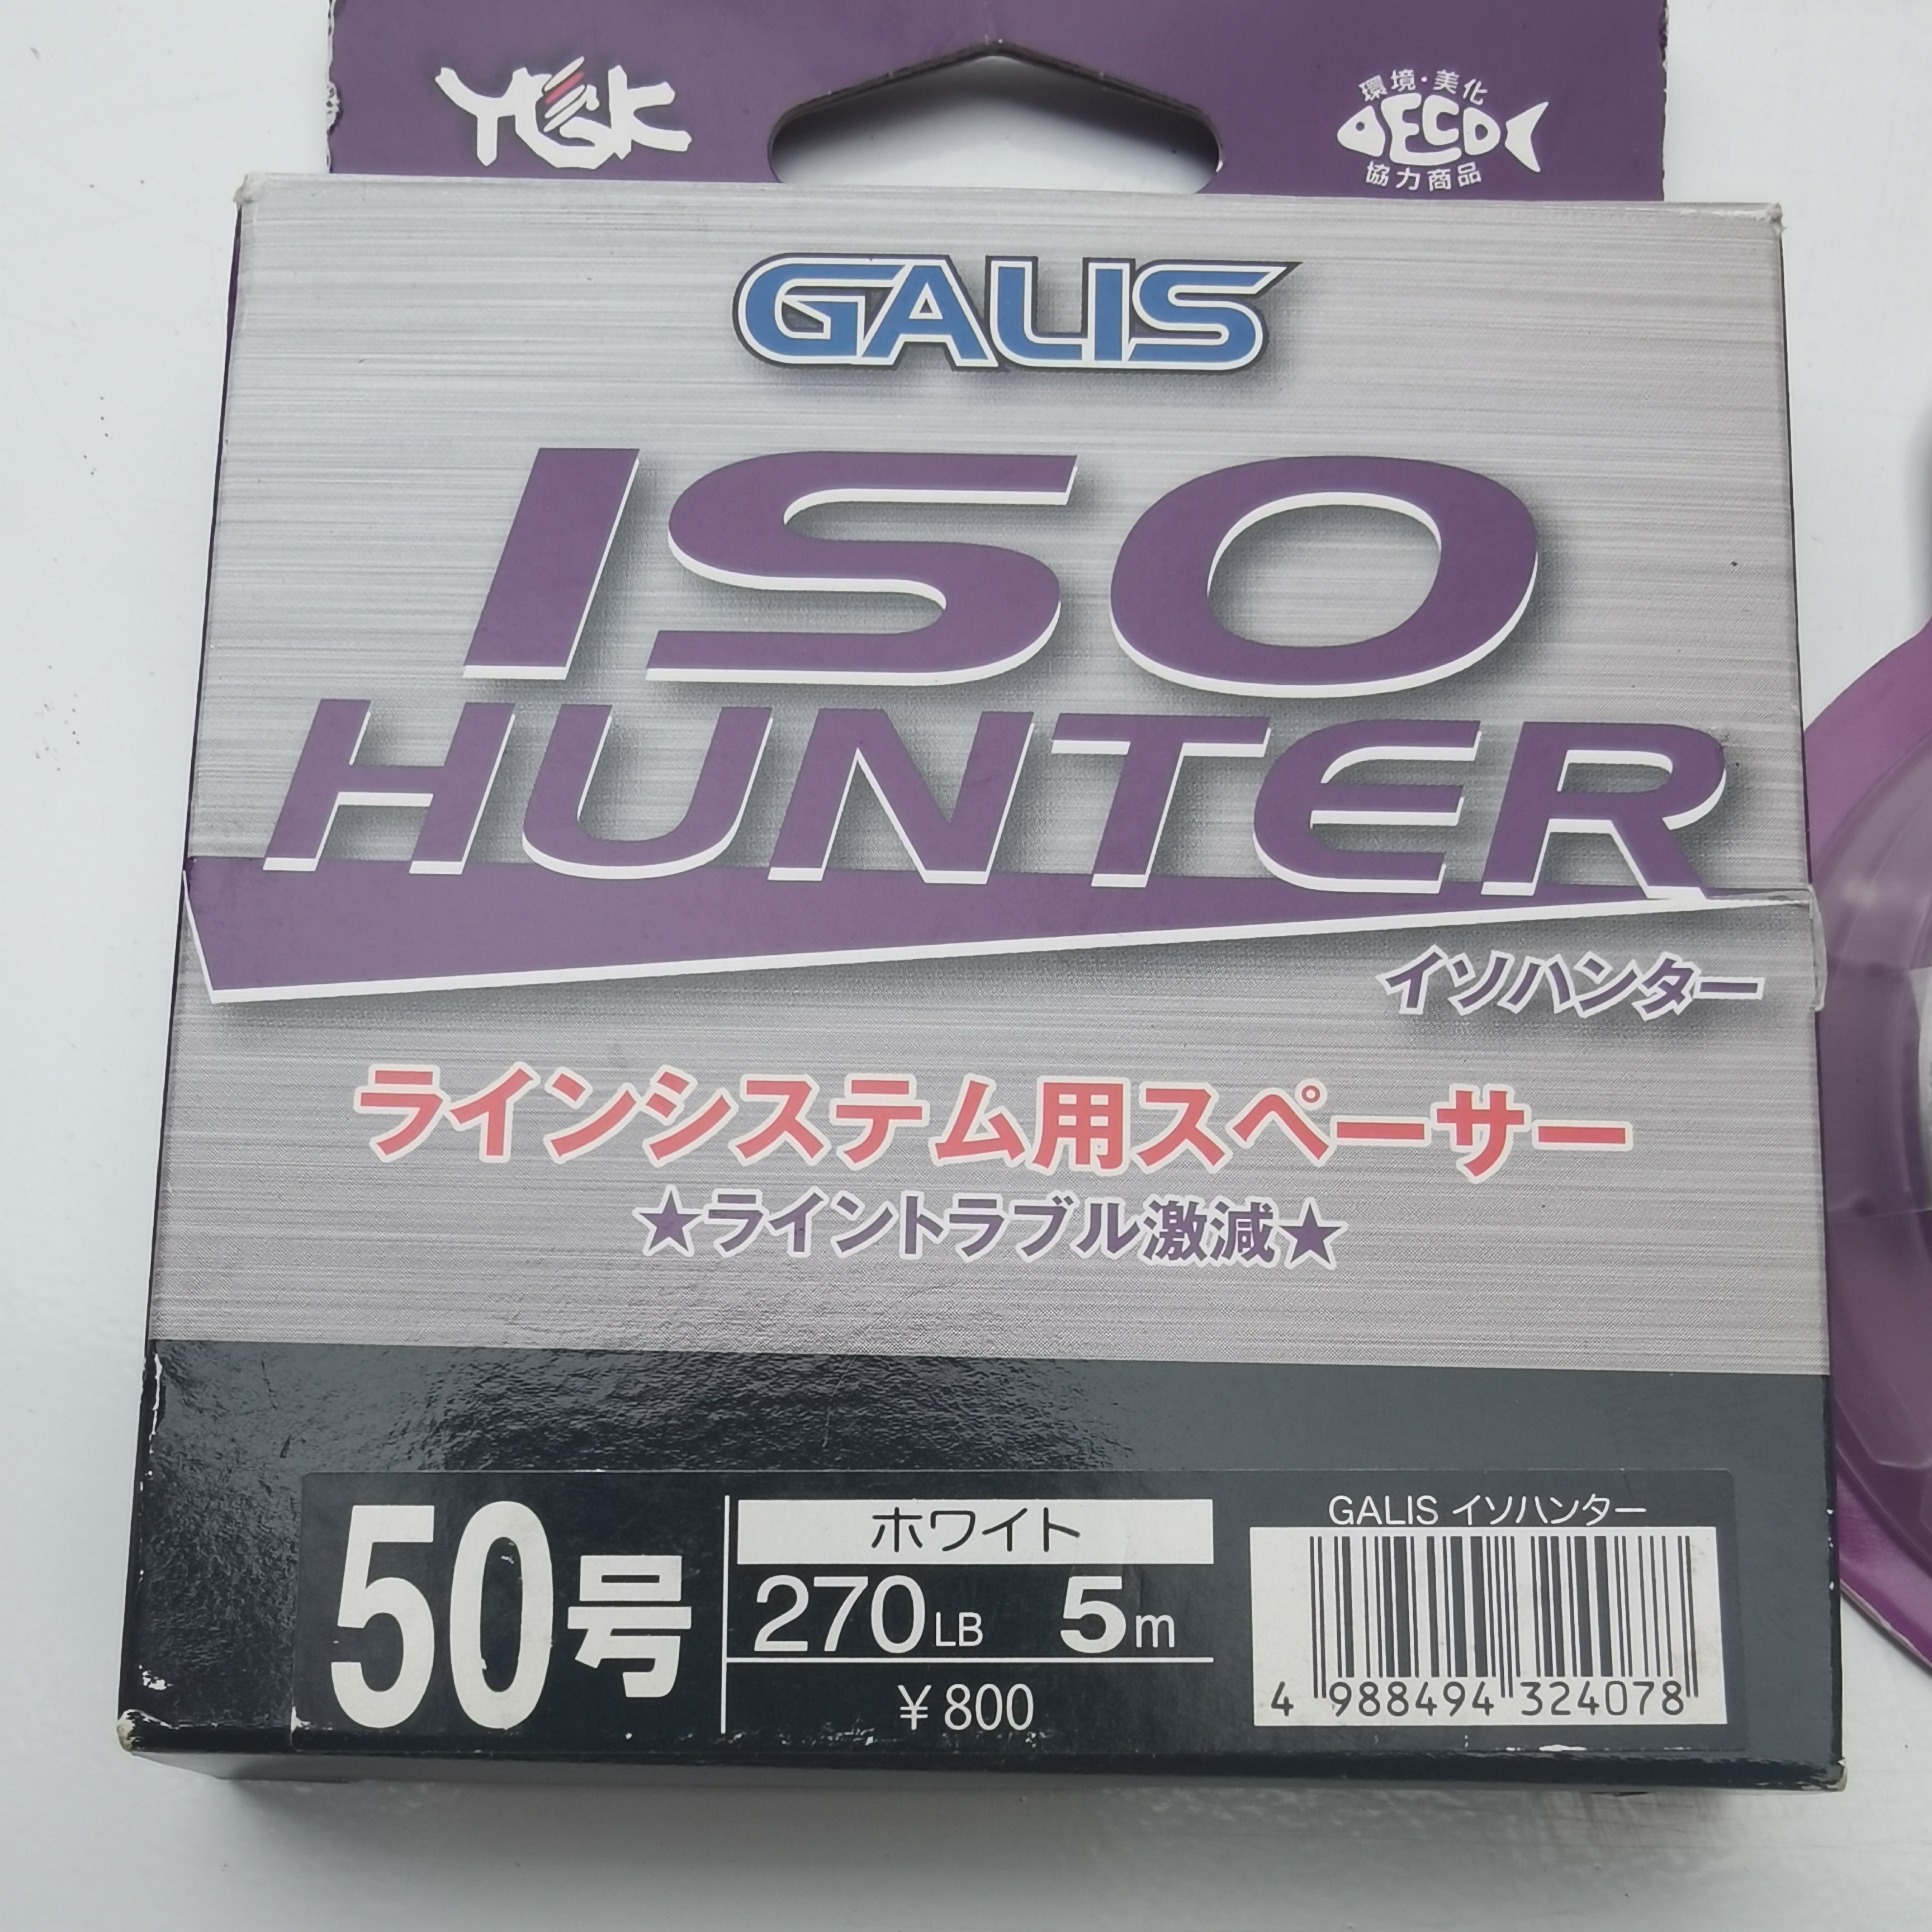 YGK
環境・美化
ECO
協力商品
GALIS
ISO
HUNTER
イソハンター
ラインシステム用スペーサー
★ライントラブル激減★
50号
ホワイト
270LB 5m
¥800
GALIS イソハンター
4 988494 324078